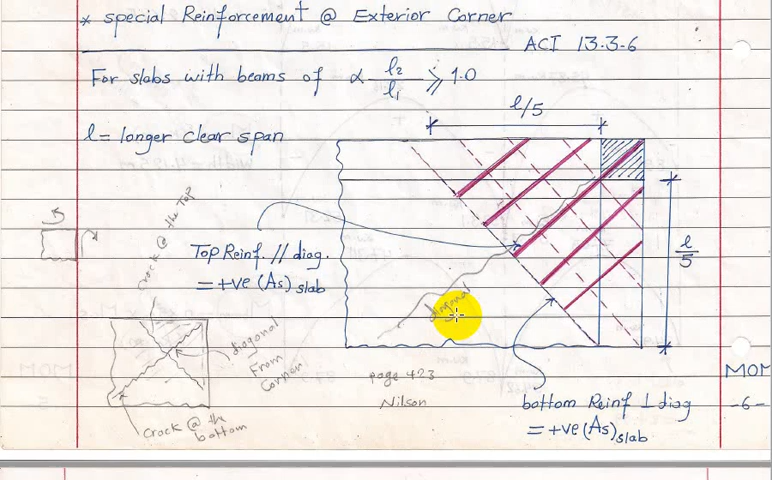 * special Reinforcement @ Exterior Corner
ACI 13.3.6
For slabs with beams of α l2/l1 ≥ 1.0
l = longer clear span
l/5
l/5
Crack @ the Top
Top Reinf. // diag.
= +ve (As) slab
diagonal
diagonal
From
Corner
Crack @ the
bottom
page 423
Nilson
bottom Reinf ⊥ diag
= +ve (As) slab
MOM
-6-